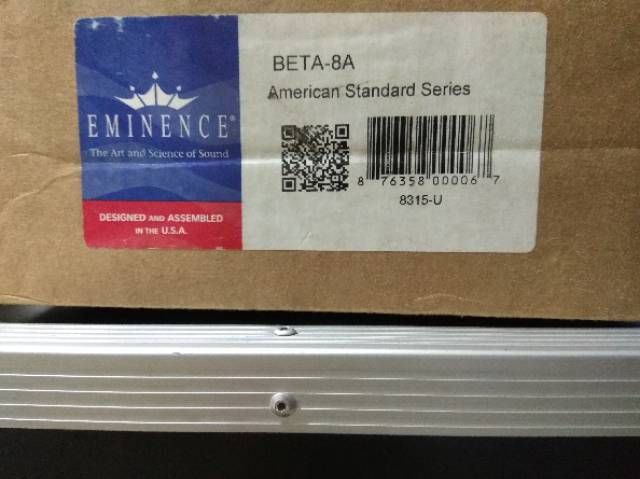 EMINENCE®
The Art and Science of Sound
DESIGNED AND ASSEMBLED
IN THE U.S.A.
BETA-8A
American Standard Series
8 76358 00006 7
8315-U